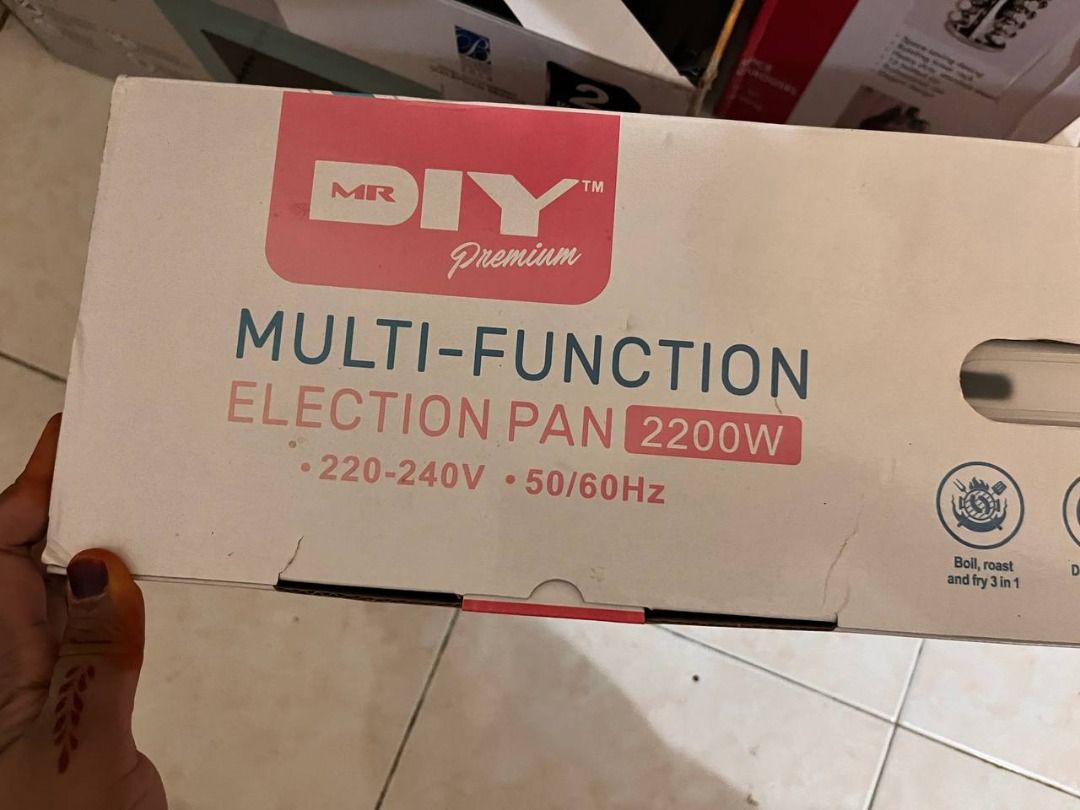 MR DIY™
Premium
MULTI-FUNCTION
ELECTION PAN 2200W
• 220-240V • 50/60Hz
Boil, roast
and fry 3 in 1
2